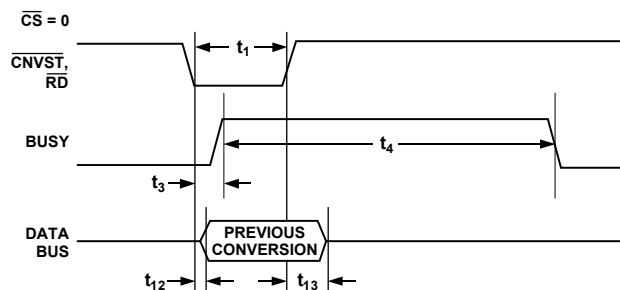 CS = 0
t1
CNVST,
RD
BUSY
t4
t3
DATA
BUS
PREVIOUS
CONVERSION
t12
t13